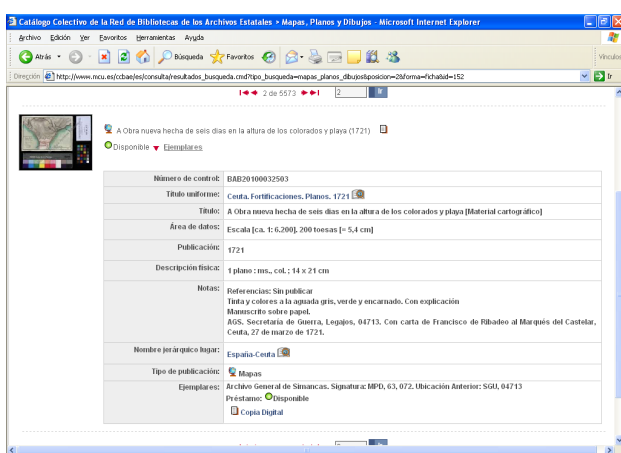 Catálogo Colectivo de la Red de Bibliotecas de los Archivos Estatales > Mapas, Planos y Dibujos - Microsoft Internet Explorer
Archivo Edición Ver Favoritos Herramientas Ayuda
Atrás Búsqueda Favoritos Vínculos
Dirección http://www.mcu.es/ccbae/es/consulta/resultados_busqueda.cmd?tipo_busqueda=mapas_planos_dibujos&posicion=2&forma=ficha&id=152 Ir
2 de 5573 2 Ir
A Obra nueva hecha de seis dias en la altura de los colorados y playa (1721)
Disponible Ejemplares
Número de control: BAB20100032503
Título uniforme: Ceuta. Fortificaciones. Planos. 1721
Título: A Obra nueva hecha de seis dias en la altura de los colorados y playa [Material cartográfico]
Área de datos: Escala [ca. 1: 6.200]. 200 toesas [= 5,4 cm]
Publicación: 1721
Descripción física: 1 plano : ms., col. ; 14 x 21 cm
Notas: Referencias: Sin publicar
Tinta y colores a la aguada gris, verde y encarnado. Con explicación
Manuscrito sobre papel.
AGS. Secretaría de Guerra, Legajos, 04713. Con carta de Francisco de Ribadeo al Marqués del Castelar,
Ceuta, 27 de marzo de 1721.
Nombre jerárquico lugar: España-Ceuta
Tipo de publicación: Mapas
Ejemplares: Archivo General de Simancas. Signatura: MPD, 63, 072. Ubicación Anterior: SGU, 04713
Préstamo: Disponible
Copia Digital